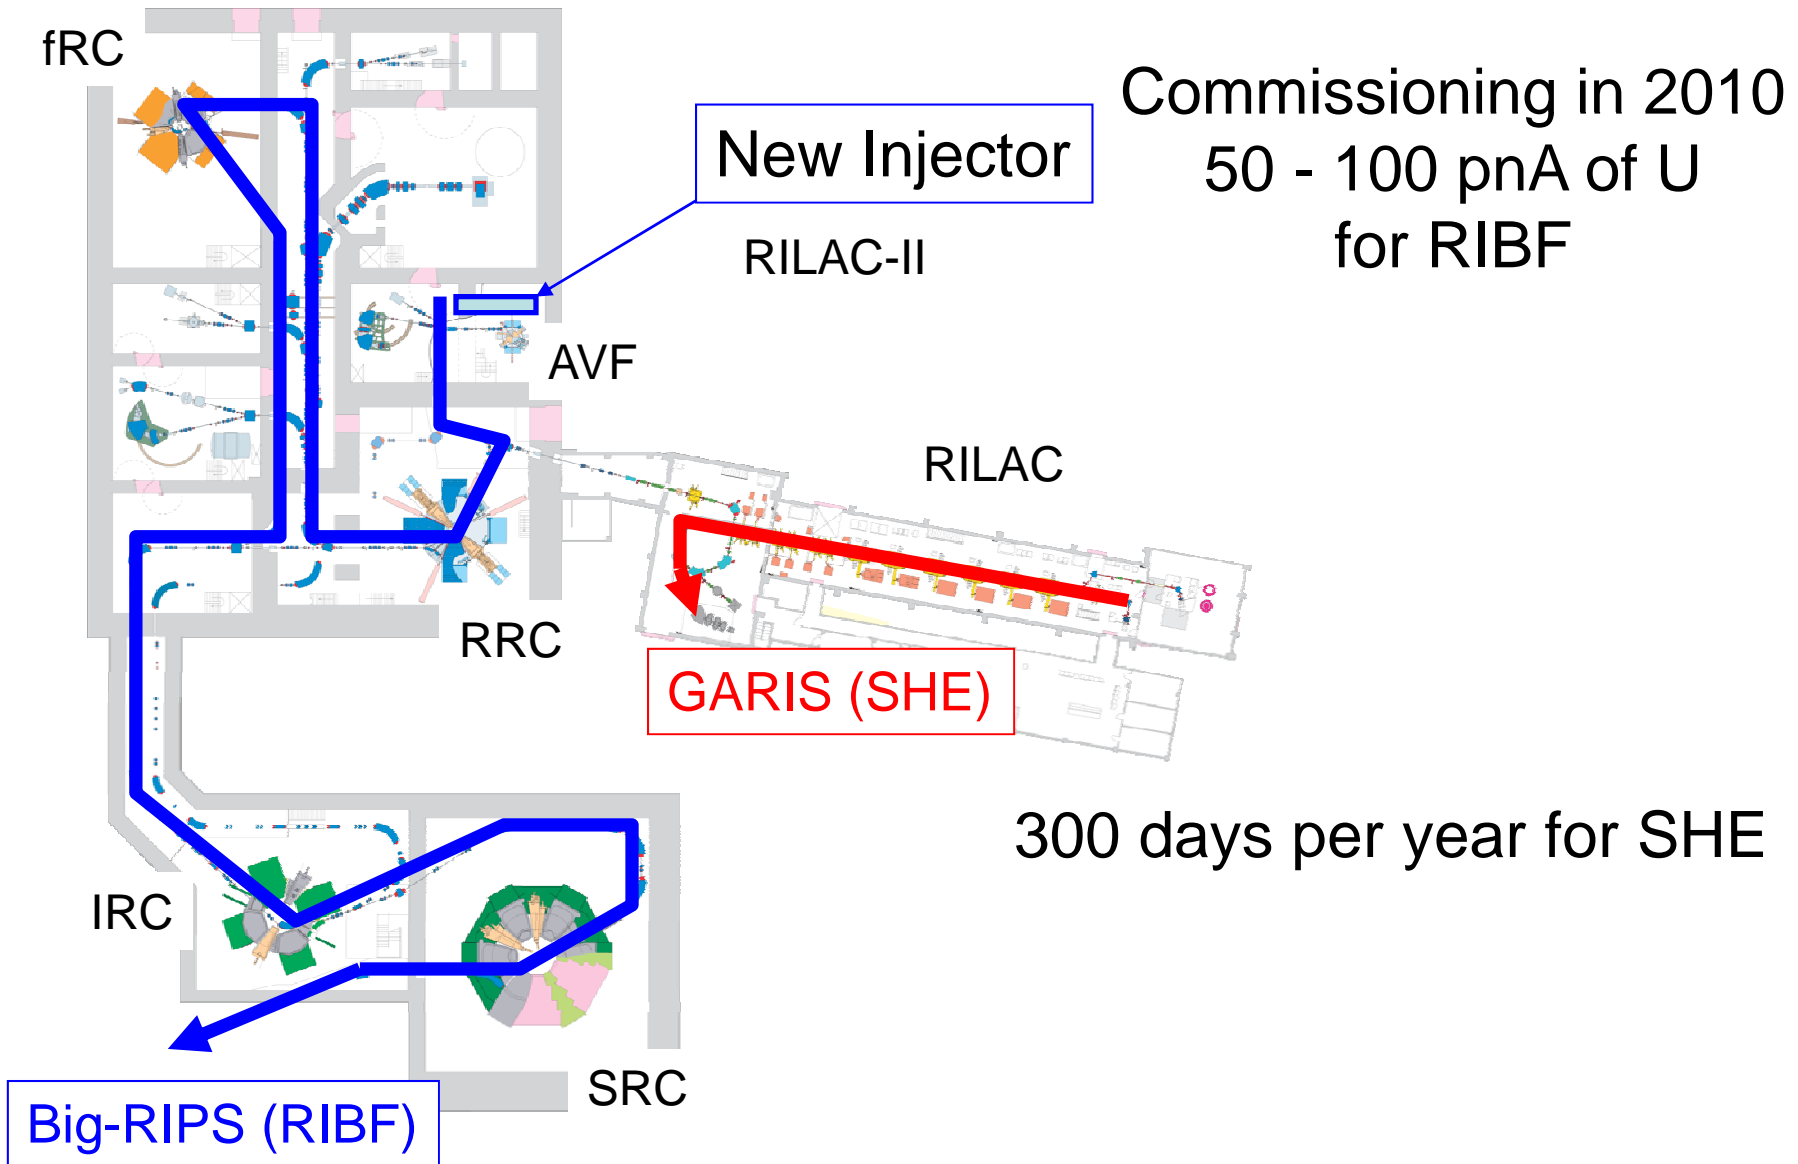 fRC
Commissioning in 2010
50 - 100 pnA of U
for RIBF
New Injector
RILAC-II
AVF
RILAC
RRC
GARIS (SHE)
300 days per year for SHE
IRC
SRC
Big-RIPS (RIBF)